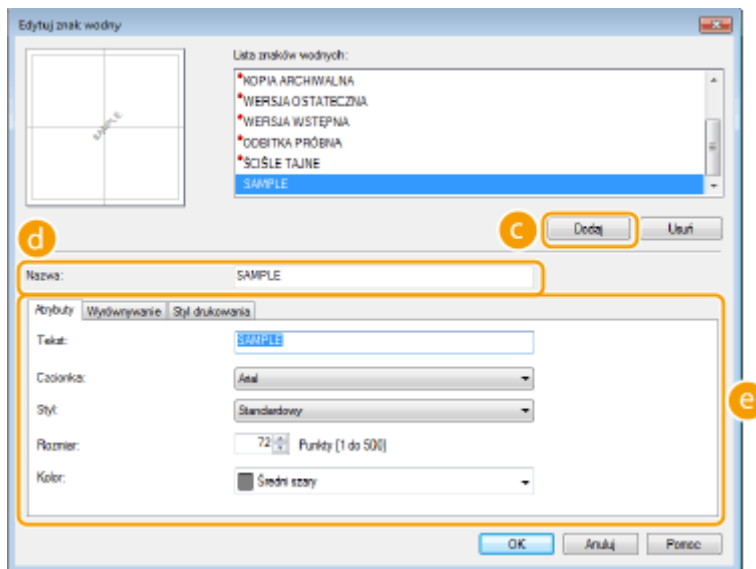 Edytuj znak wodny
Lista znaków wodnych:
SAMPLE
*KOPIA ARCHIWALNA
*WERSJA OSTATECZNA
*WERSJA WSTĘPNA
*ODBITKA PRÓBNA
*ŚCIŚLE TAJNE
SAMPLE
c Dodaj Usuń
d
Nazwa: SAMPLE
Atrybuty Wyrównywanie Styl drukowania
Tekst: SAMPLE
Czcionka: Arial
Styl: Standardowy
e
Rozmiar: 72 Punkty [1 do 500]
Kolor: Średni szary
OK Anuluj Pomoc